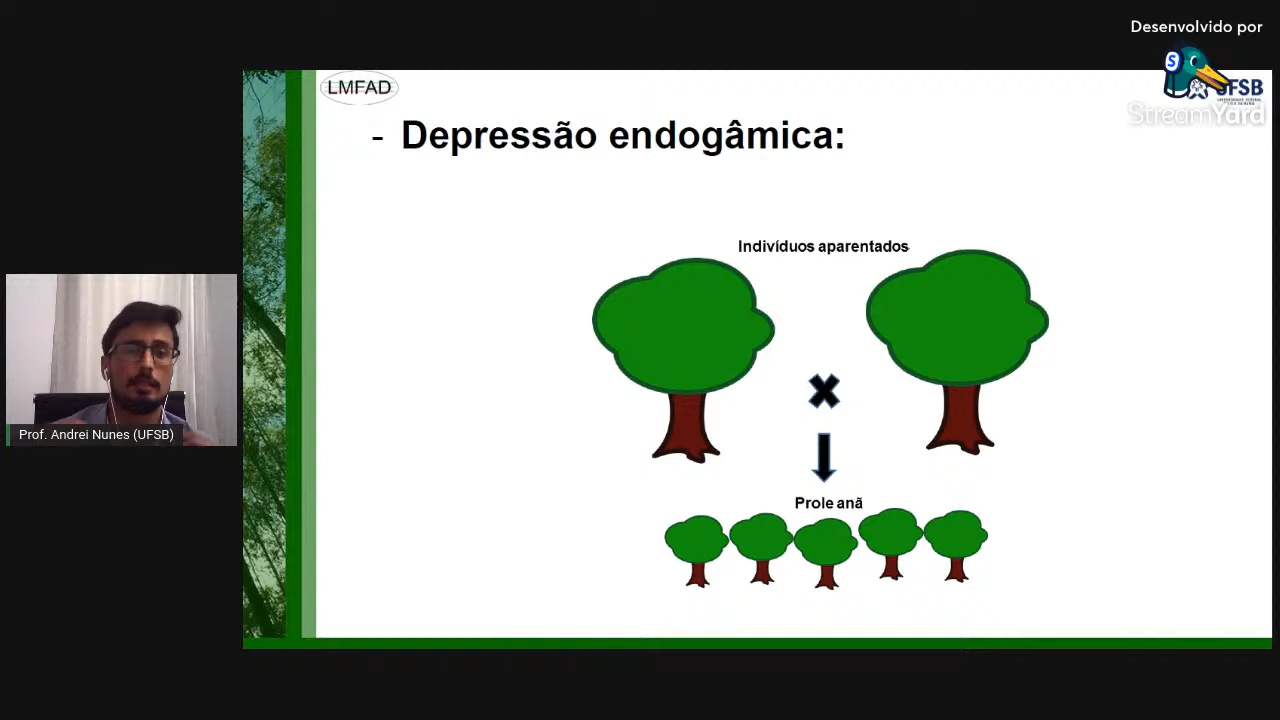 Desenvolvido por
StreamYard
LMFAD
UFSB
- Depressão endogâmica:
Indivíduos aparentados
Prole anã
Prof. Andrei Nunes (UFSB)